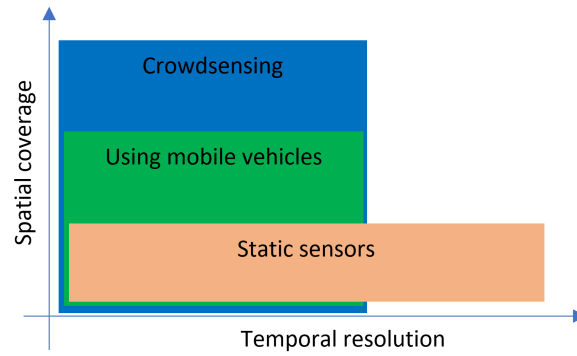 Crowdsensing
Using mobile vehicles
Static sensors
Spatial coverage
Temporal resolution